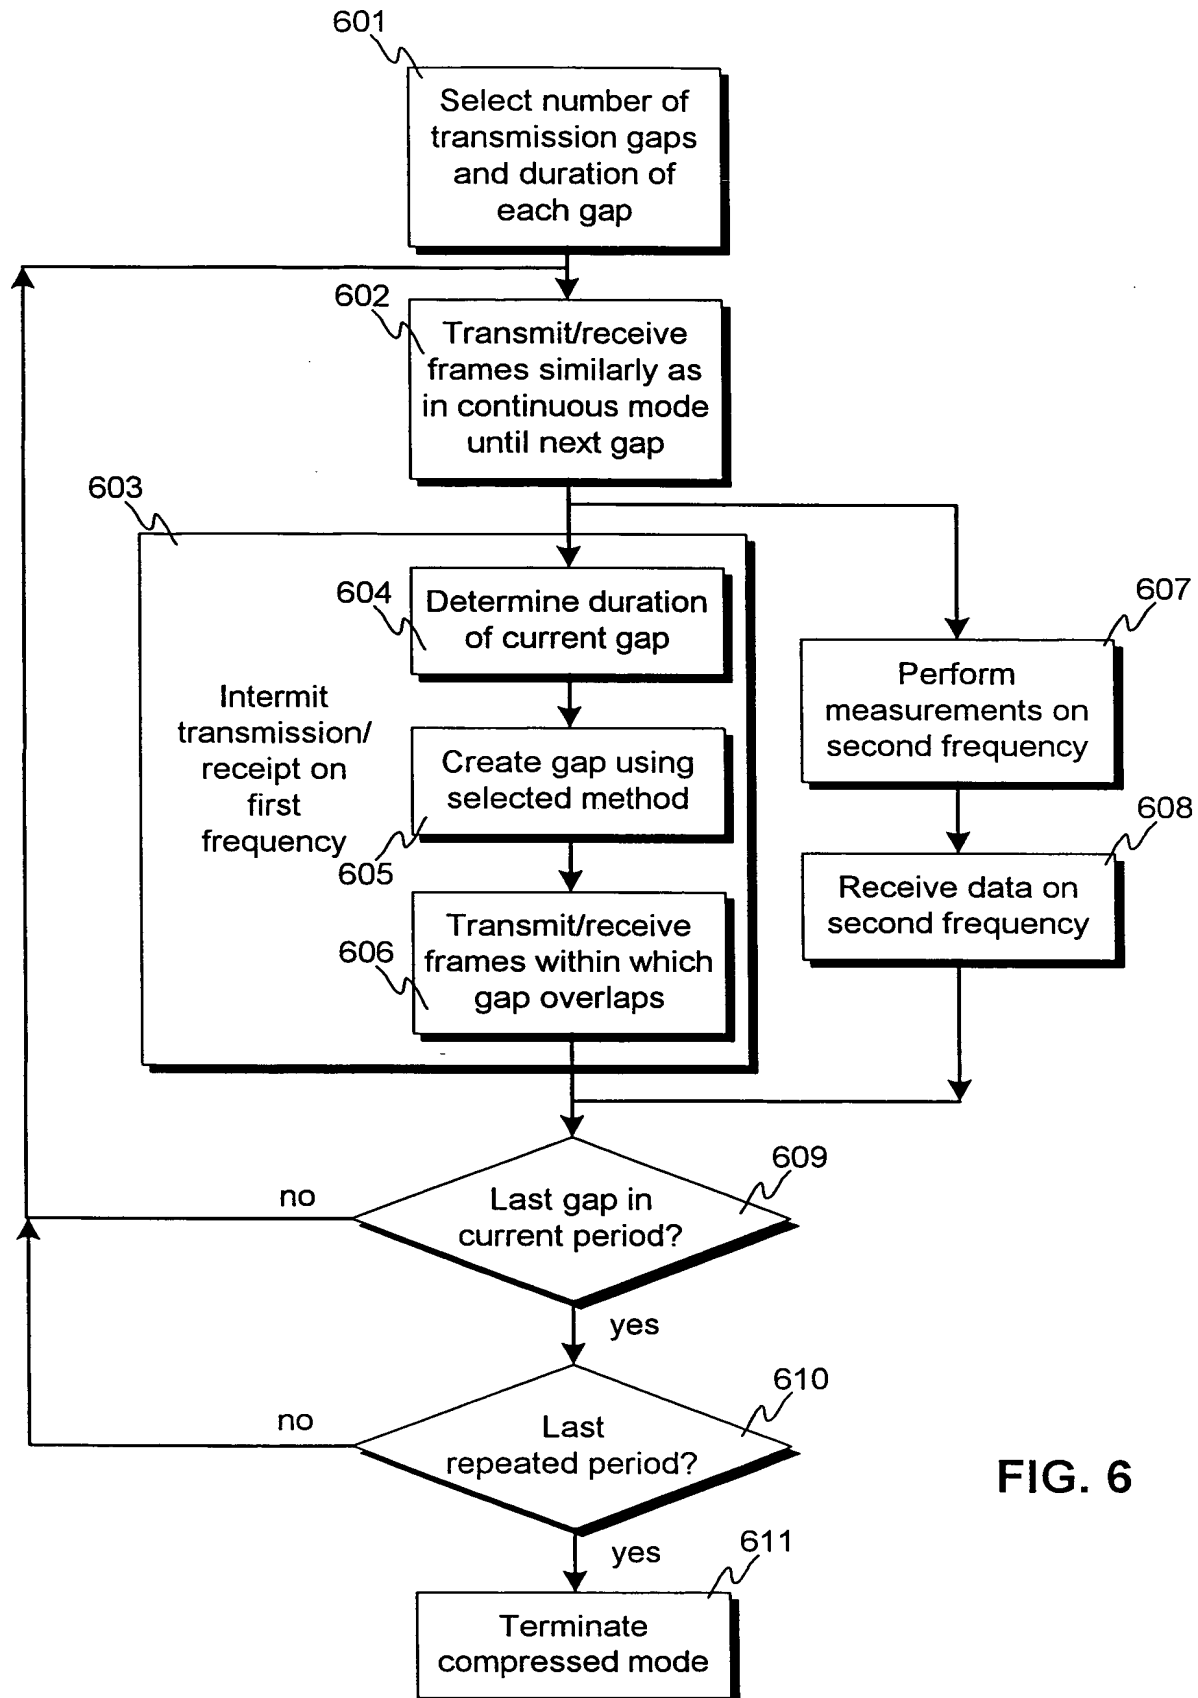 601
Select number of
transmission gaps
and duration of
each gap
602
Transmit/receive
frames similarly as
in continuous mode
until next gap
603
Intermit
transmission/
receipt on
first
frequency
604
Determine duration
of current gap
605
Create gap using
selected method
606
Transmit/receive
frames within which
gap overlaps
607
Perform
measurements on
second frequency
608
Receive data on
second frequency
609
Last gap in
current period?
no
yes
610
Last
repeated period?
no
yes
611
Terminate
compressed mode
FIG. 6